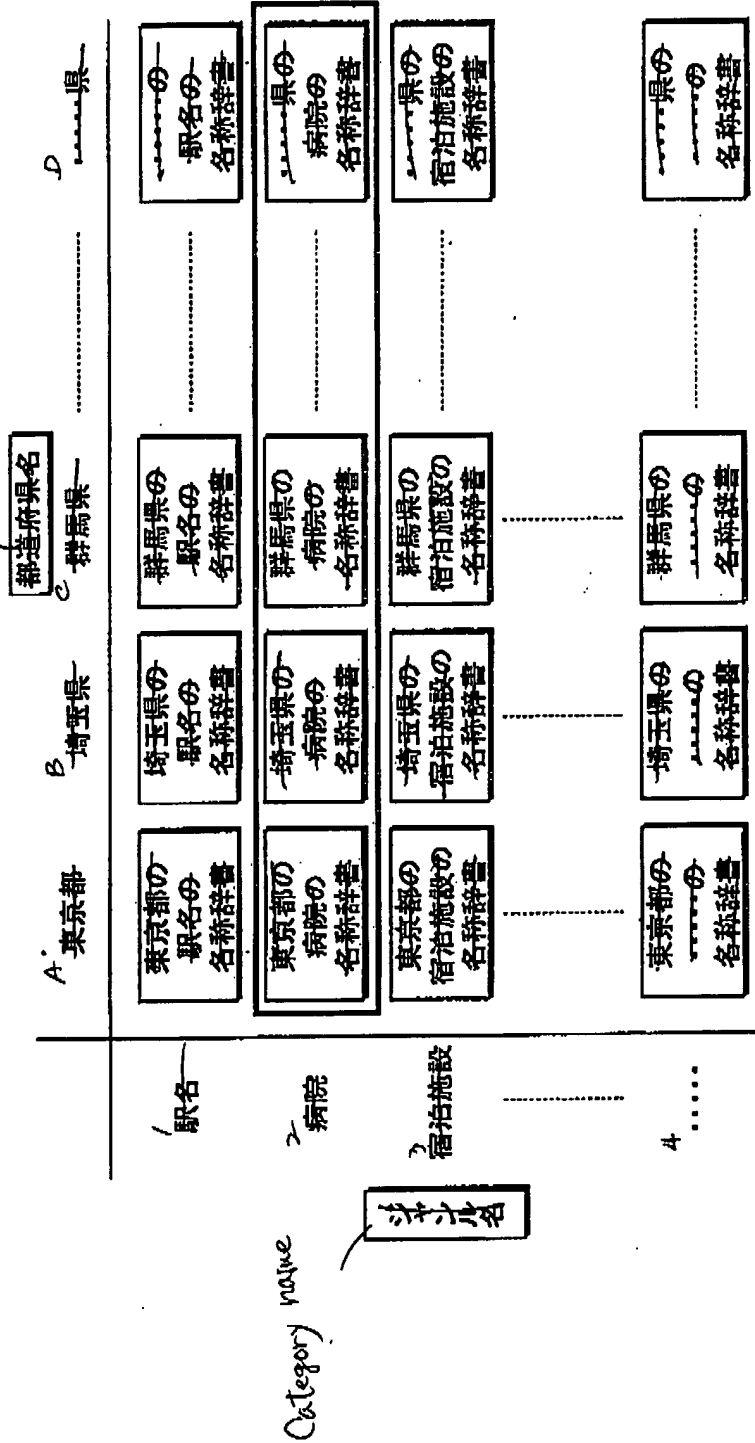 都道府県名
A 東京都
B 埼玉県
C 群馬県
D ......県
1 駅名
東京都の
駅名の
名称辞書
埼玉県の
駅名の
名称辞書
群馬県の
駅名の
名称辞書
......の
駅名の
名称辞書
Category name
2 病院
東京都の
病院の
名称辞書
埼玉県の
病院の
名称辞書
群馬県の
病院の
名称辞書
......県の
病院の
名称辞書
ジャンル名
3 宿泊施設
東京都の
宿泊施設の
名称辞書
埼玉県の
宿泊施設の
名称辞書
群馬県の
宿泊施設の
名称辞書
......県の
宿泊施設の
名称辞書
4 ......
東京都の
......の
名称辞書
埼玉県の
......の
名称辞書
群馬県の
......の
名称辞書
......県の
......の
名称辞書